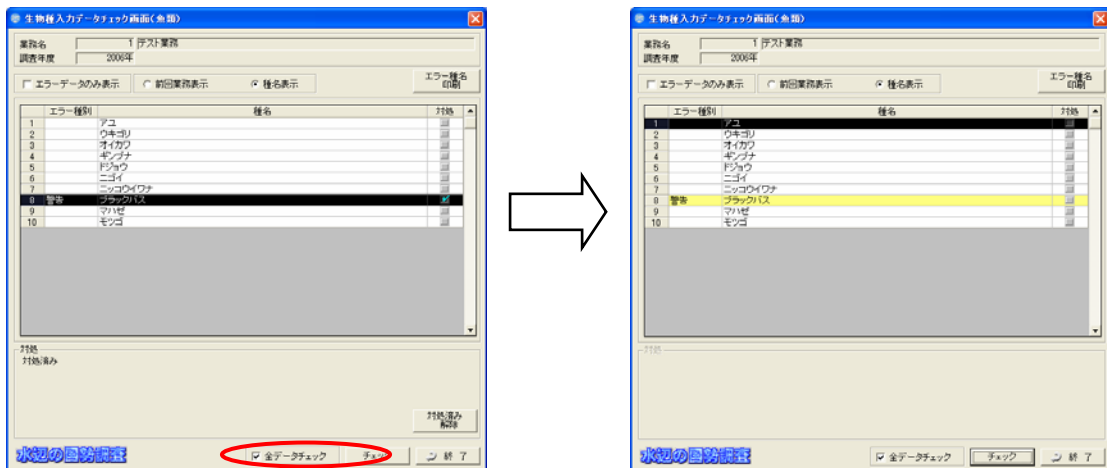 生物種入力データチェック画面(魚類)
業務名 1 テスト業務
調査年度 2006年
エラーデータのみ表示 前回業務表示 種名表示 エラー種名
印刷
エラー種別 種名 対処
1 アユ
2 ウキゴリ
3 オイカワ
4 ギンブナ
5 ドジョウ
6 ニゴイ
7 ニッコウイワナ
8 警告 ブラックバス
9 マハゼ
10 モツゴ
対処
対処済み
対処済み
解除
水辺の国勢調査 全データチェック チェック 終了
生物種入力データチェック画面(魚類)
業務名 1 テスト業務
調査年度 2006年
エラーデータのみ表示 前回業務表示 種名表示 エラー種名
印刷
エラー種別 種名 対処
1 アユ
2 ウキゴリ
3 オイカワ
4 ギンブナ
5 ドジョウ
6 ニゴイ
7 ニッコウイワナ
8 警告 ブラックバス
9 マハゼ
10 モツゴ
対処
水辺の国勢調査 全データチェック チェック 終了